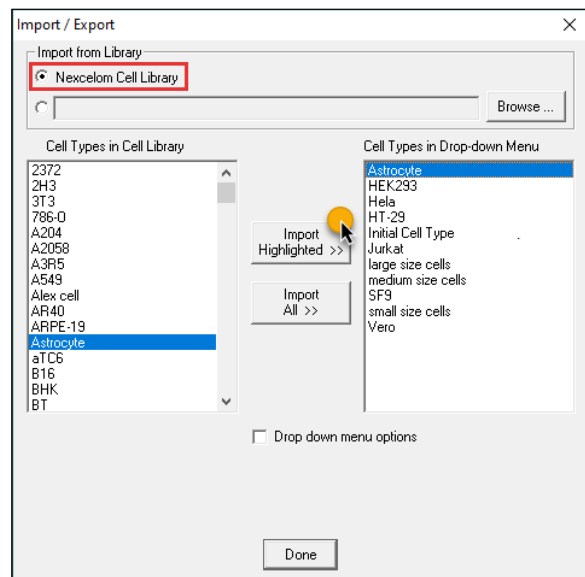 Import / Export
Import from Library
Nexcelom Cell Library
Browse ...
Cell Types in Cell Library
2372
2H3
3T3
786-O
A204
A2058
A3R5
A549
Alex cell
AR40
ARPE-19
Astrocyte
aTC6
B16
BHK
BT
Import
Highlighted >>
Import
All >>
Cell Types in Drop-down Menu
Astrocyte
HEK293
Hela
HT-29
Initial Cell Type
Jurkat
large size cells
medium size cells
SF9
small size cells
Vero
Drop down menu options
Done